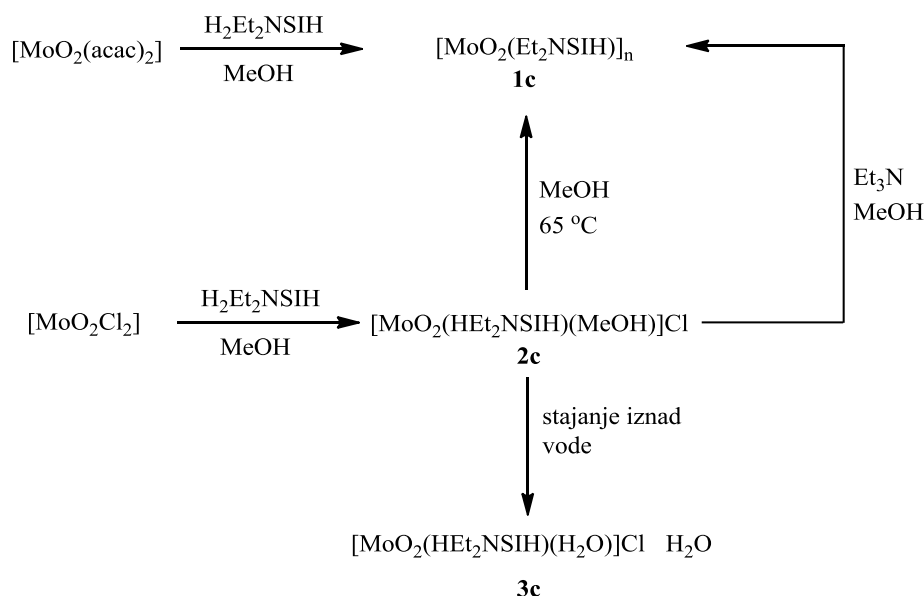 H₂Et₂NSIH
[MoO₂(acac)₂]
MeOH
[MoO₂(Et₂NSIH)]ₙ
1c
Et₃N
MeOH
MeOH
65 °C
H₂Et₂NSIH
[MoO₂Cl₂]
MeOH
[MoO₂(HEt₂NSIH)(MeOH)]Cl
2c
stajanje iznad
vode
[MoO₂(HEt₂NSIH)(H₂O)]Cl H₂O
3c